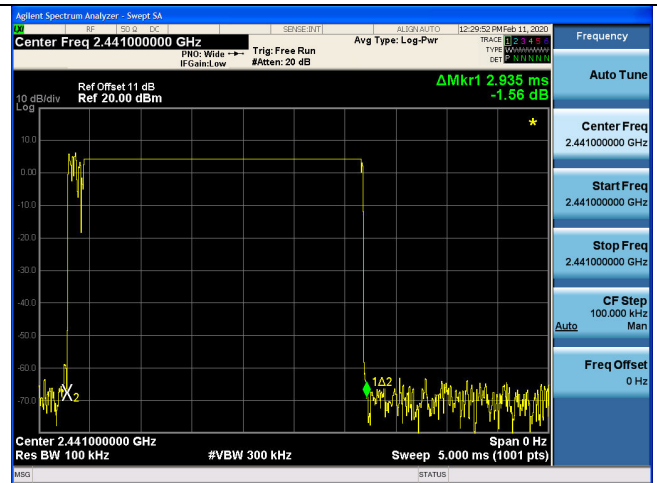 Agilent Spectrum Analyzer - Swept SA
LXI RF 50 Ω DC SENSE:INT ALIGN AUTO 12:29:52 PM Feb 11, 2020
Center Freq 2.441000000 GHz
PNO: Wide
IFGain:Low
Trig: Free Run
#Atten: 20 dB
Avg Type: Log-Pwr
TRACE 1 2 3 4 5 6
TYPE WWWWWW
DET P N N N N N
Ref Offset 11 dB
10 dB/div Ref 20.00 dBm
Log
ΔMkr1 2.935 ms
-1.56 dB
*
10.0
0.00
-10.0
-20.0
-30.0
-40.0
-50.0
-60.0
-70.0
X2
1Δ2
Center 2.441000000 GHz Span 0 Hz
Res BW 100 kHz #VBW 300 kHz Sweep 5.000 ms (1001 pts)
MSG STATUS
Frequency
Auto Tune
Center Freq
2.441000000 GHz
Start Freq
2.441000000 GHz
Stop Freq
2.441000000 GHz
CF Step
100.000 kHz
Auto Man
Freq Offset
0 Hz